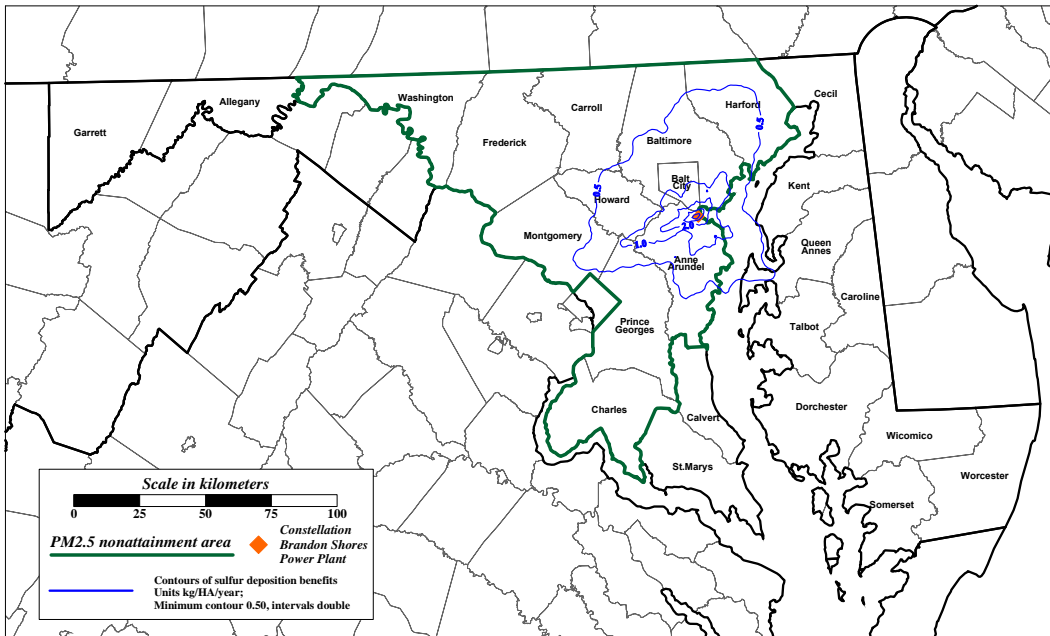 Cecil
Washington
Allegany
Carroll
Harford
Garrett
Frederick
Baltimore
0.5
Balt
City
Kent
0.5
Howard
2.0
Montgomery
1.0
Queen
Annes
Anne
Arundel
Caroline
Prince
Georges
Talbot
Charles
Calvert
Dorchester
Wicomico
St.Marys
Worcester
Somerset
Scale in kilometers
0 25 50 75 100
PM2.5 nonattainment area
Constellation
Brandon Shores
Power Plant
Contours of sulfur deposition benefits
Units kg/HA/year;
Minimum contour 0.50, intervals double